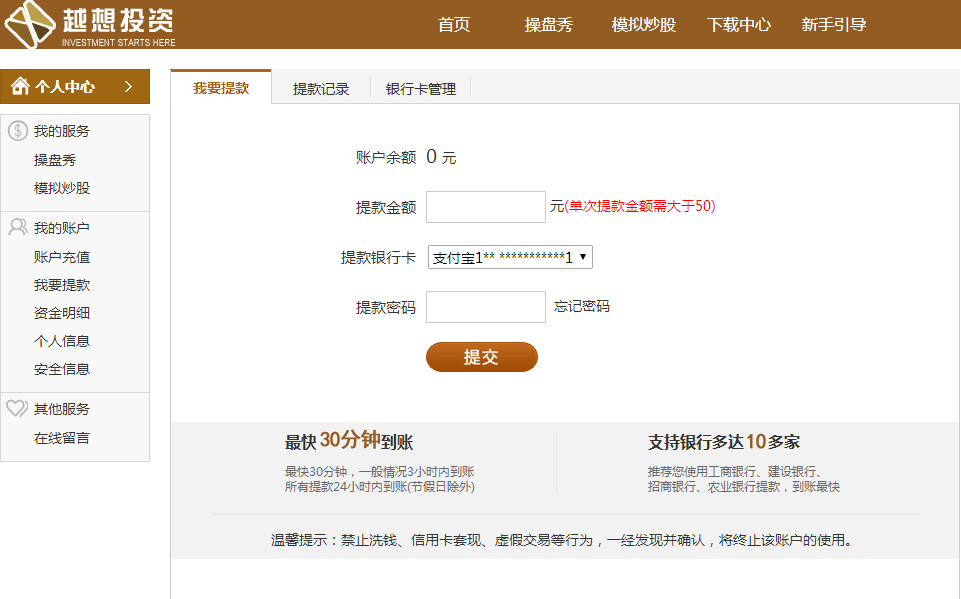 越想投资
INVESTMENT STARTS HERE
首页 操盘秀 模拟炒股 下载中心 新手引导
个人中心
我的服务
操盘秀
模拟炒股
我的账户
账户充值
我要提款
资金明细
个人信息
安全信息
其他服务
在线留言
我要提款 提款记录 银行卡管理
账户余额 0 元
提款金额 元(单次提款金额需大于50)
提款银行卡 支付宝1** ***********1
提款密码 忘记密码
提交
最快30分钟到账
最快30分钟，一般情况3小时内到账
所有提款24小时内到账(节假日除外)
支持银行多达10多家
推荐您使用工商银行、建设银行、
招商银行、农业银行提款，到账最快
温馨提示：禁止洗钱、信用卡套现、虚假交易等行为，一经发现并确认，将终止该账户的使用。